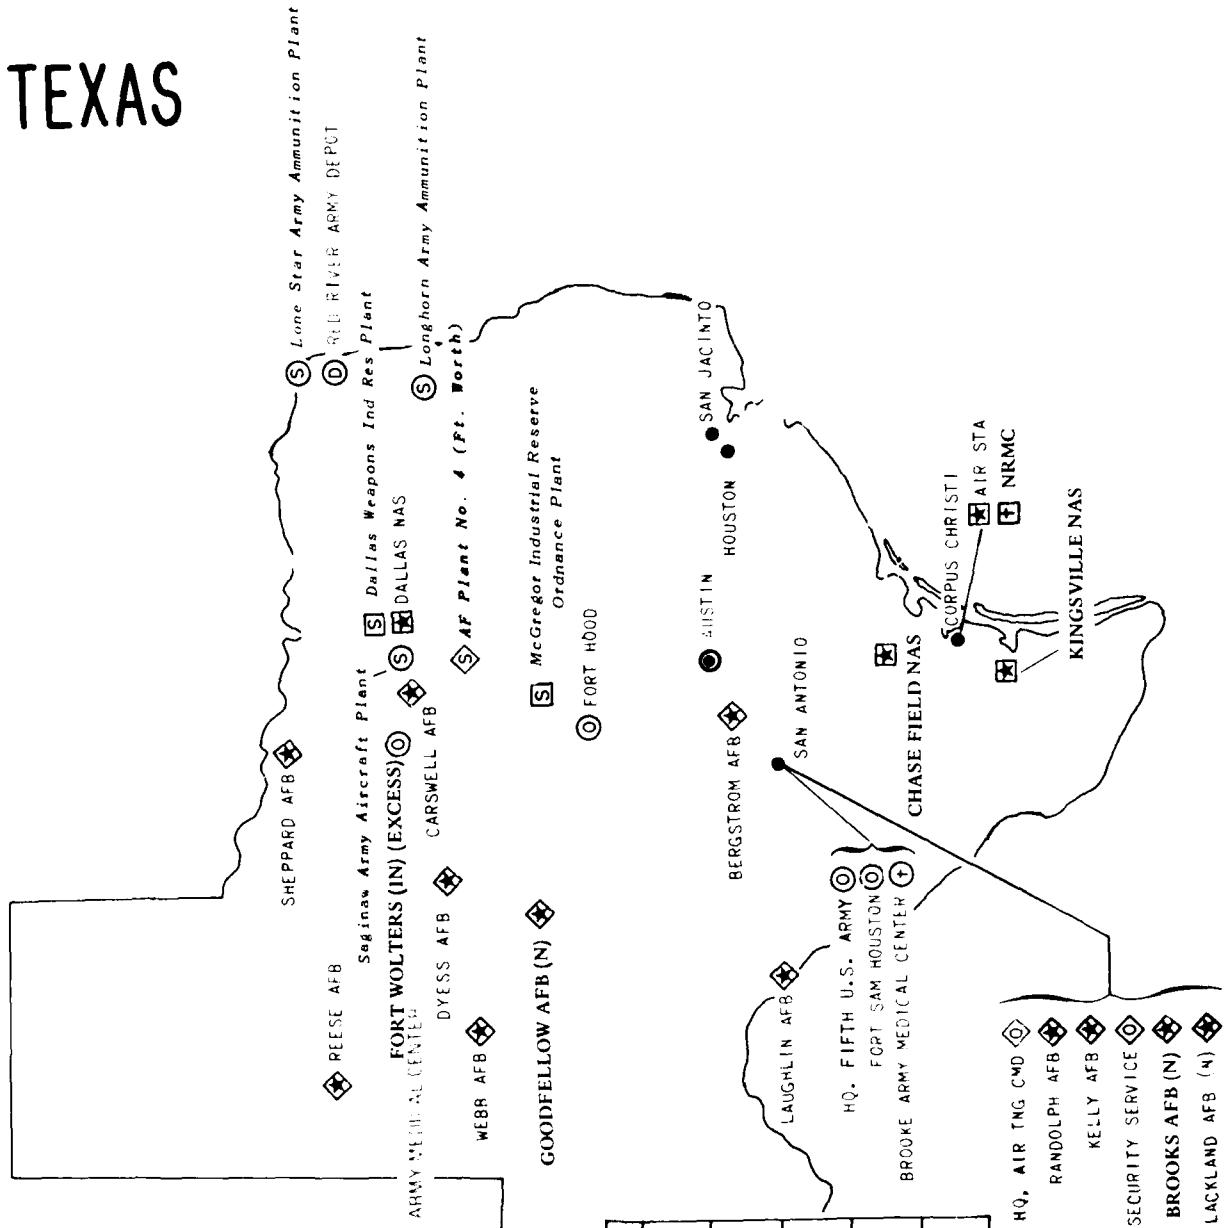 TEXAS
Lone Star Army Ammunition Plant
RED RIVER ARMY DEPOT
Dallas Weapons Ind Res Plant
DALLAS NAS
Longhorn Army Ammunition Plant
AF Plant No. 4 (Ft. Worth)
McGregor Industrial Reserve
Ordnance Plant
FORT HOOD
SHEPPARD AFB
Saginaw Army Aircraft Plant
FORT WOLTERS (IN) (EXCESS)
CARSWELL AFB
REESE AFB
ARMY MEDICAL CENTER
DYESS AFB
WEBB AFB
GOODFELLOW AFB (N)
SAN JACINTO
HOUSTON
AUSTIN
BERGSTROM AFB
SAN ANTONIO
CHASE FIELD NAS
CORPUS CHRISTI
AIR STA
NRMC
KINGSVILLE NAS
LAUGHLIN AFB
HQ. FIFTH U.S. ARMY
FORT SAM HOUSTON
BROOKE ARMY MEDICAL CENTER
HQ, AIR TNG CMD
RANDOLPH AFB
KELLY AFB
SECURITY SERVICE
BROOKS AFB (N)
LACKLAND AFB (N)